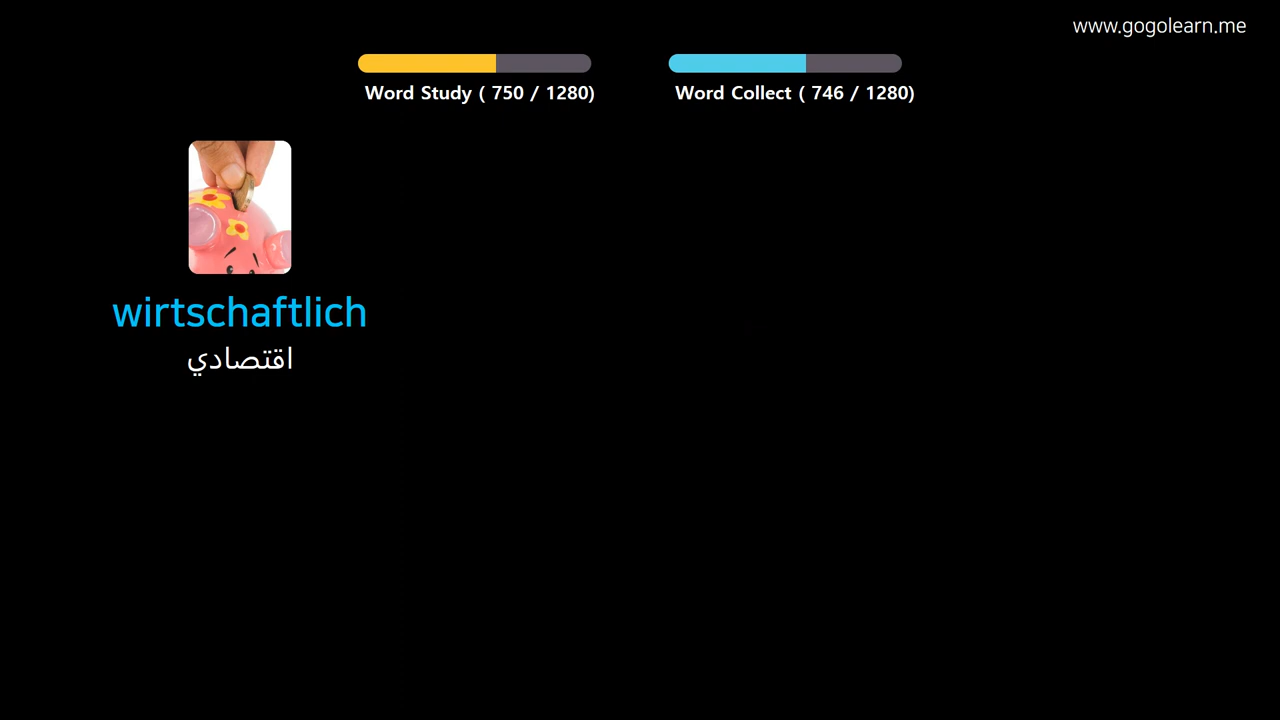 www.gogolearn.me
Word Study ( 750 / 1280)
Word Collect ( 746 / 1280)
wirtschaftlich
اقتصادي